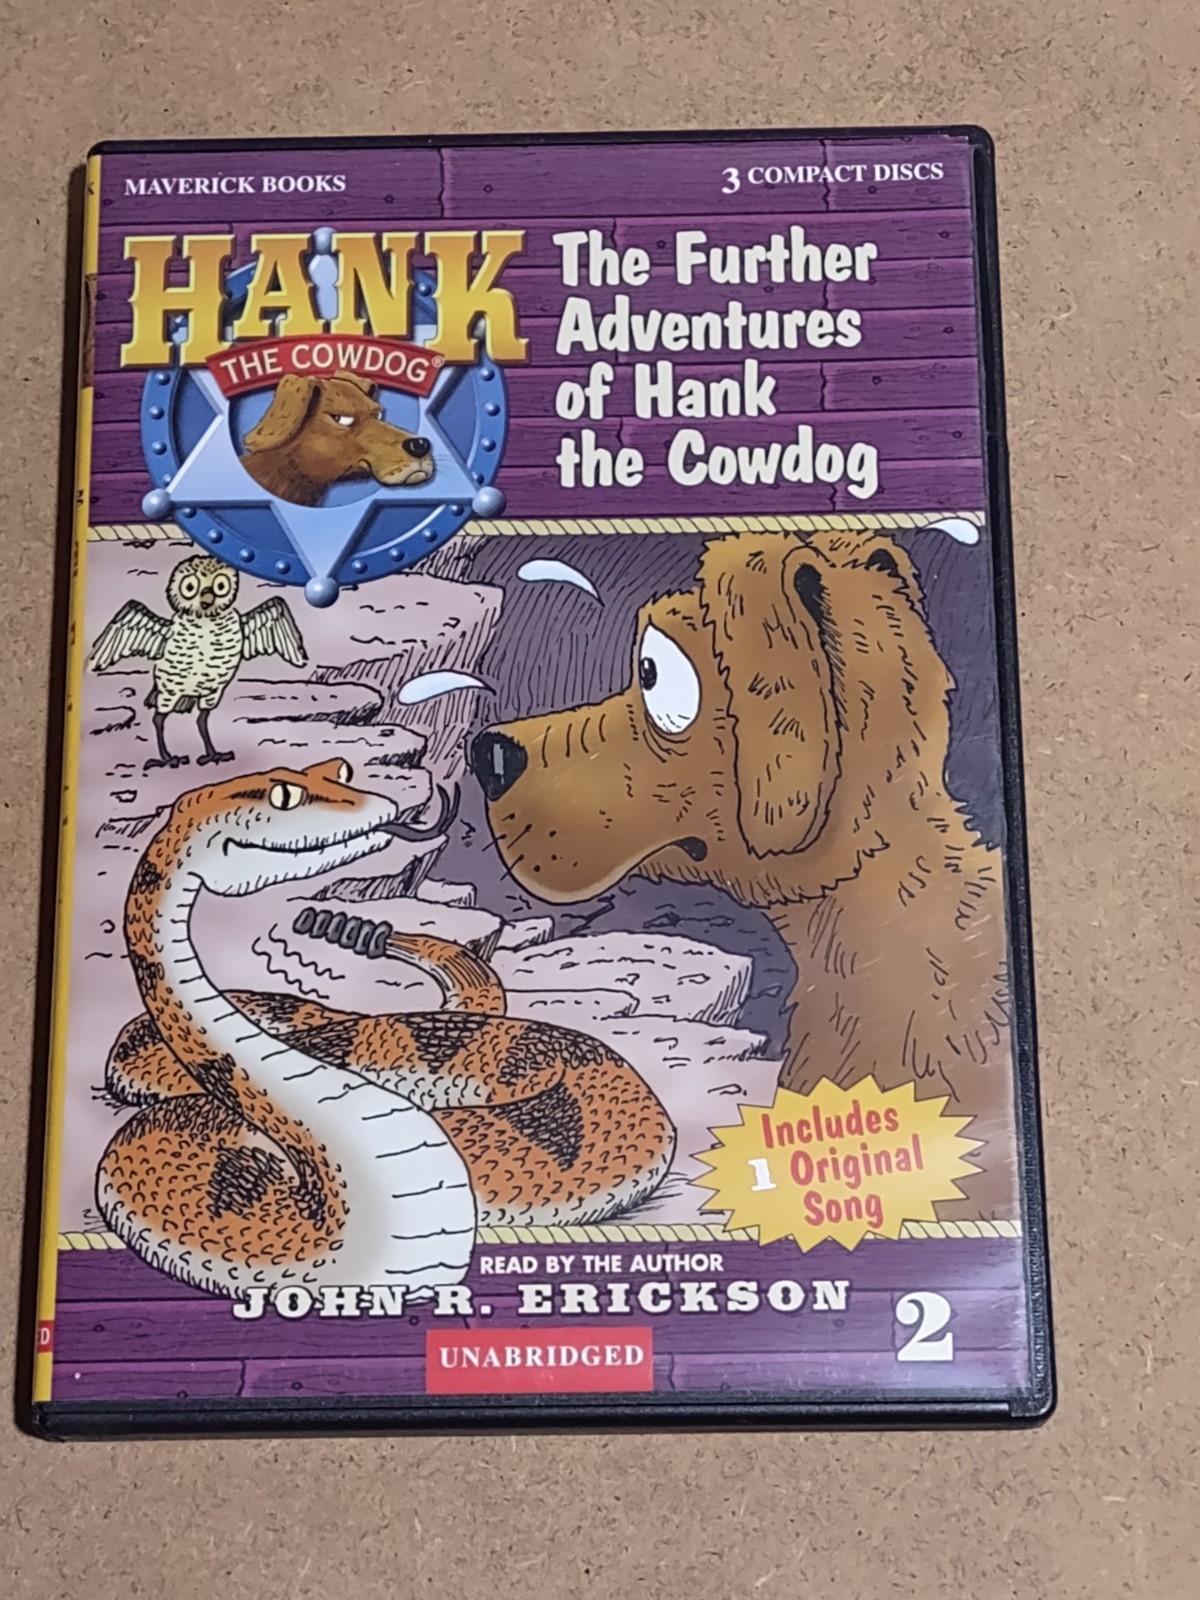 MAVERICK BOOKS
3 COMPACT DISCS
HANK
THE COWDOG®
The Further
Adventures
of Hank
the Cowdog
Includes
1 Original
Song
READ BY THE AUTHOR
JOHN R. ERICKSON
2
UNABRIDGED